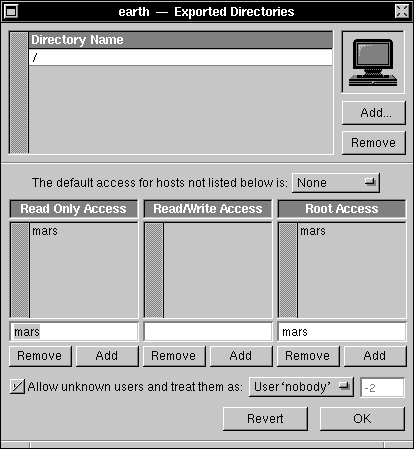 earth — Exported Directories
Directory Name
/
Add...
Remove
The default access for hosts not listed below is: None
Read Only Access Read/Write Access Root Access
mars mars
mars mars
Remove Add Remove Add Remove Add
Allow unknown users and treat them as: User 'nobody' -2
Revert OK